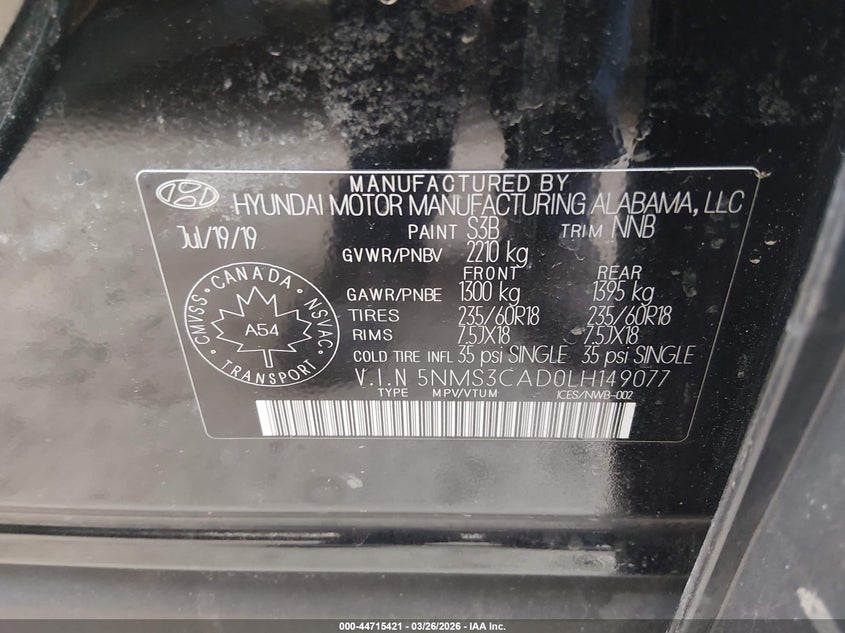 MANUFACTURED BY
HYUNDAI MOTOR MANUFACTURING ALABAMA, LLC
Jul/19/19 PAINT S3B TRIM NNB
GVWR/PNBV 2210 kg
FRONT REAR
GAWR/PNBE 1300 kg 1395 kg
TIRES 235/60R18 235/60R18
RIMS 7.5JX18 7.5JX18
COLD TIRE INFL 35 psi SINGLE 35 psi SINGLE
CANADA
CMVSS NSVAC
A54
TRANSPORT
V.I.N 5NMS3CAD0LH149077
TYPE MPV/VTUM ICES/NWB-002
000-44715421 - 03/26/2026 - IAA Inc.